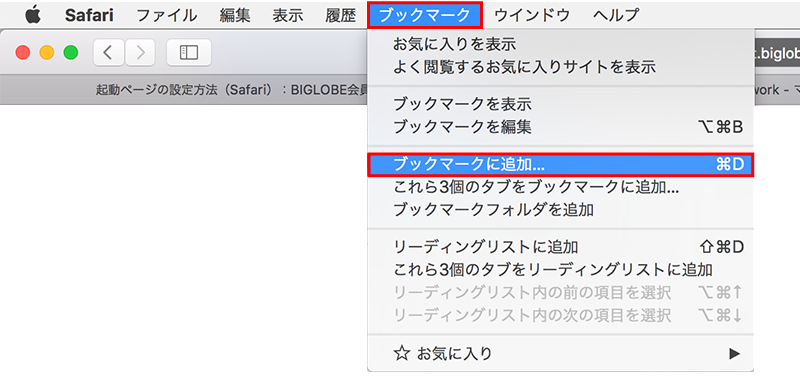 Safari ファイル 編集 表示 履歴 ブックマーク ウインドウ ヘルプ
起動ページの設定方法（Safari）：BIGLOBE会員
t.biglobe
work - マ
お気に入りを表示
よく閲覧するお気に入りサイトを表示
ブックマークを表示
ブックマークを編集 ⌥⌘B
ブックマークに追加... ⌘D
これら3個のタブをブックマークに追加...
ブックマークフォルダを追加
リーディングリストに追加 ⇧⌘D
これら3個のタブをリーディングリストに追加
リーディングリスト内の前の項目を選択 ⌥⌘↑
リーディングリスト内の次の項目を選択 ⌥⌘↓
☆ お気に入り ▶